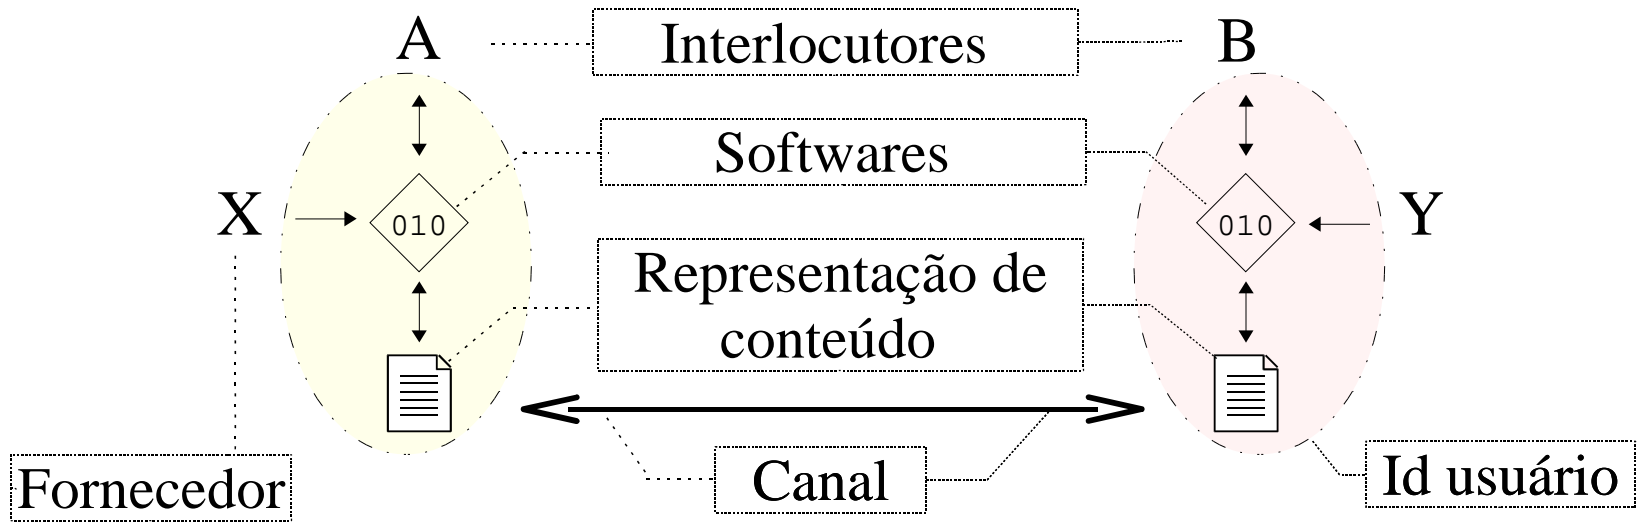 A
Interlocutores
B
Softwares
X
010
010
Y
Representação de
conteúdo
Fornecedor
Canal
Id usuário